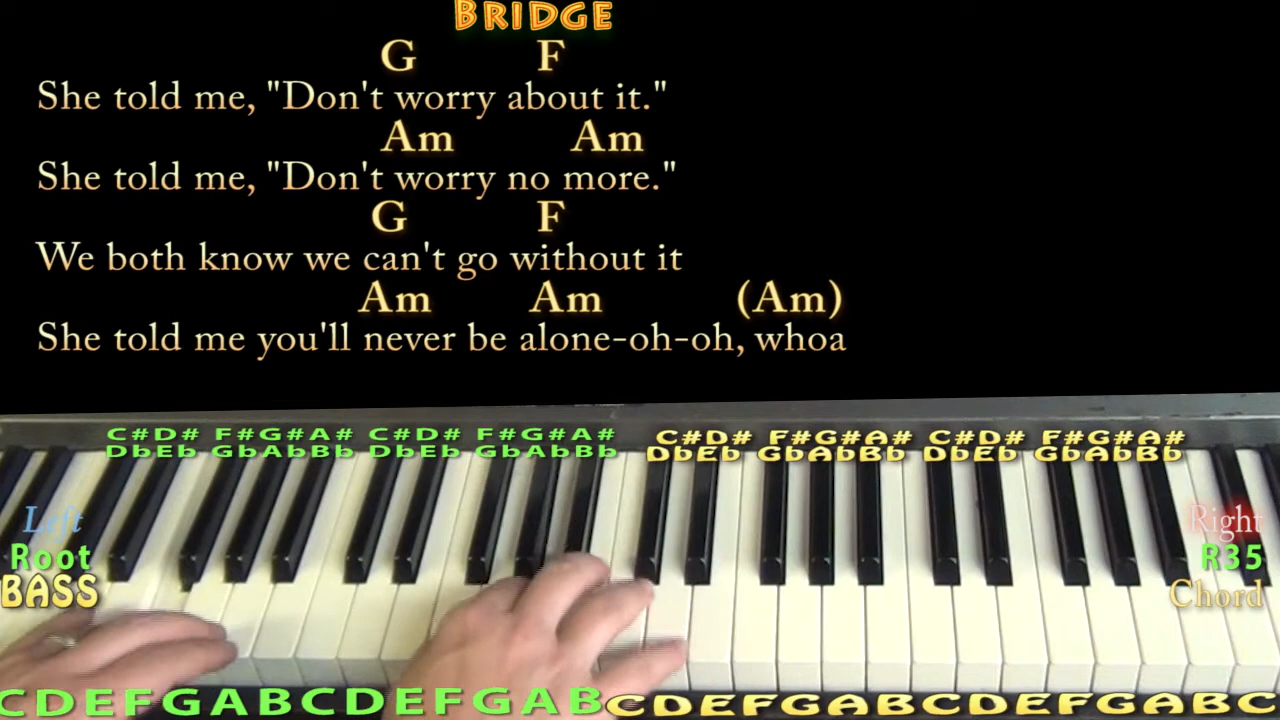 BRIDGE
G F
She told me, "Don't worry about it."
Am Am
She told me, "Don't worry no more."
G F
We both know we can't go without it
Am Am (Am)
She told me you'll never be alone-oh-oh, whoa
C#D# F#G#A# C#D# F#G#A# C#D# F#G#A# C#D# F#G#A#
DbEb GbAbBb DbEb GbAbBb DbEb GbAbBb DbEb GbAbBb
Left Right
Root R35
BASS Chord
CDEFGABCDEFGABCDEFGABCDEFGABC